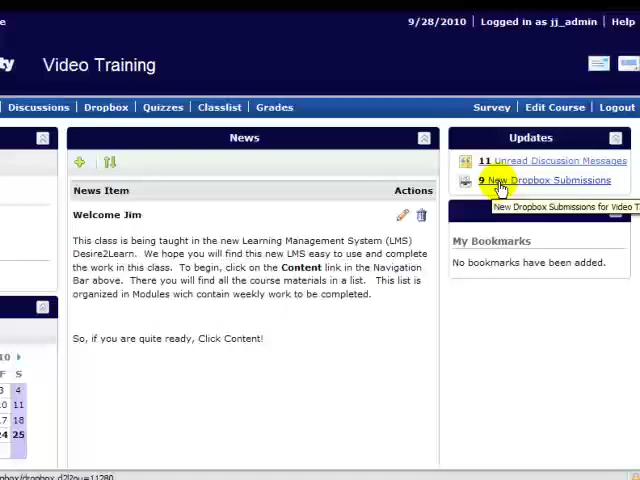 e 9/28/2010 Logged in as jj_admin Help
ty Video Training
Discussions Dropbox Quizzes Classlist Grades Survey Edit Course Logout
News
Updates
11 Unread Discussion Messages
9 New Dropbox Submissions
New Dropbox Submissions for Video T
News Item Actions
Welcome Jim
This class is being taught in the new Learning Management System (LMS)
Desire2Learn. We hope you will find this new LMS easy to use and complete
the work in this class. To begin, click on the Content link in the Navigation
Bar above. There you will find all the course materials in a list. This list is
organized in Modules wich contain weekly work to be completed.
So, if you are quite ready, Click Content!
My Bookmarks
No bookmarks have been added.
10
F S
3 4
10 11
17 18
24 25
pbox/dropbox.d2l?ou=11280